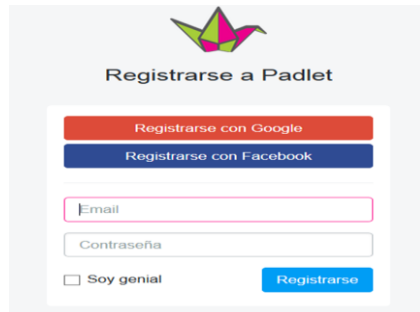 Registrarse a Padlet
Registrarse con Google
Registrarse con Facebook
Email
Contraseña
Soy genial Registrarse